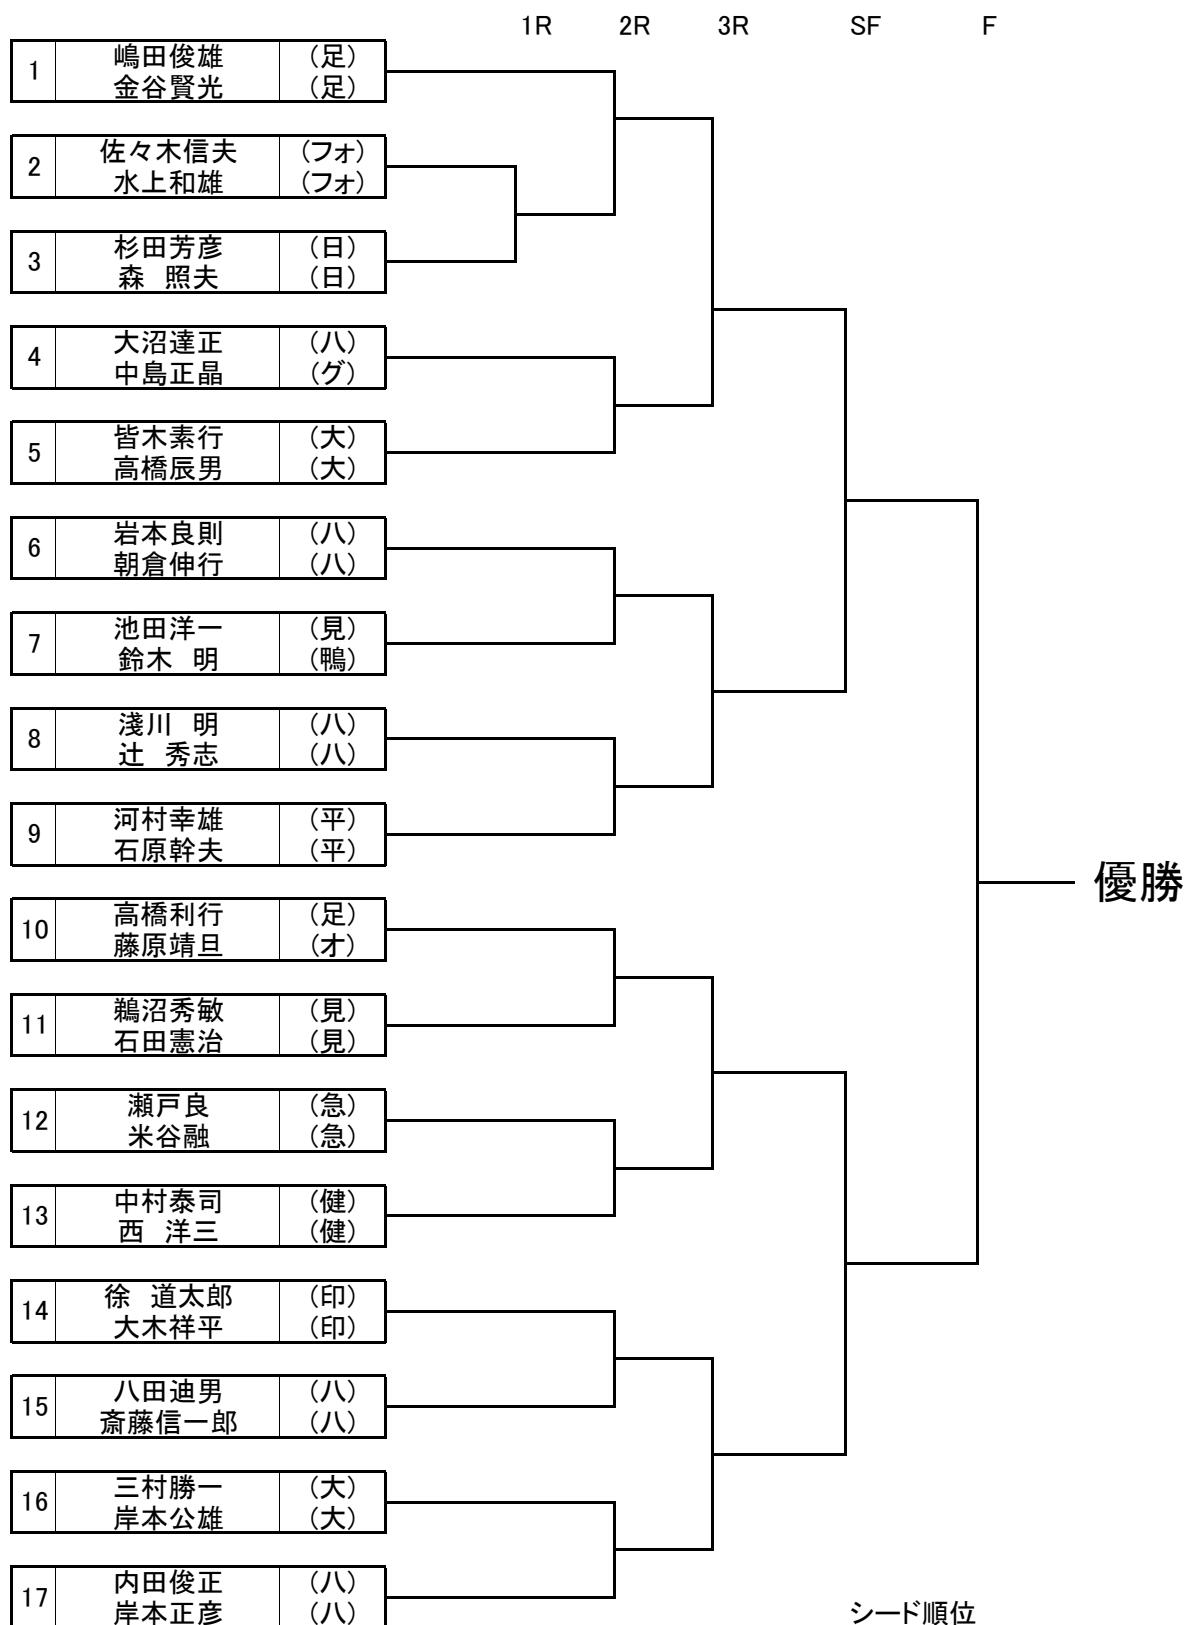 1R 2R 3R SF F
1 嶋田俊雄 (足)
金谷賢光 (足)
2 佐々木信夫 (フォ)
水上和雄 (フォ)
3 杉田芳彦 (日)
森 照夫 (日)
4 大沼達正 (八)
中島正晶 (グ)
5 皆木素行 (大)
高橋辰男 (大)
6 岩本良則 (八)
朝倉伸行 (八)
7 池田洋一 (見)
鈴木 明 (鴨)
8 淺川 明 (八)
辻 秀志 (八)
9 河村幸雄 (平)
石原幹夫 (平)
優勝
10 高橋利行 (足)
藤原靖旦 (才)
11 鵜沼秀敏 (見)
石田憲治 (見)
12 瀬戸良 (急)
米谷融 (急)
13 中村泰司 (健)
西 洋三 (健)
14 徐 道太郎 (印)
大木祥平 (印)
15 八田迪男 (八)
斎藤信一郎 (八)
16 三村勝一 (大)
岸本公雄 (大)
17 内田俊正 (八)
岸本正彦 (八)
シード順位